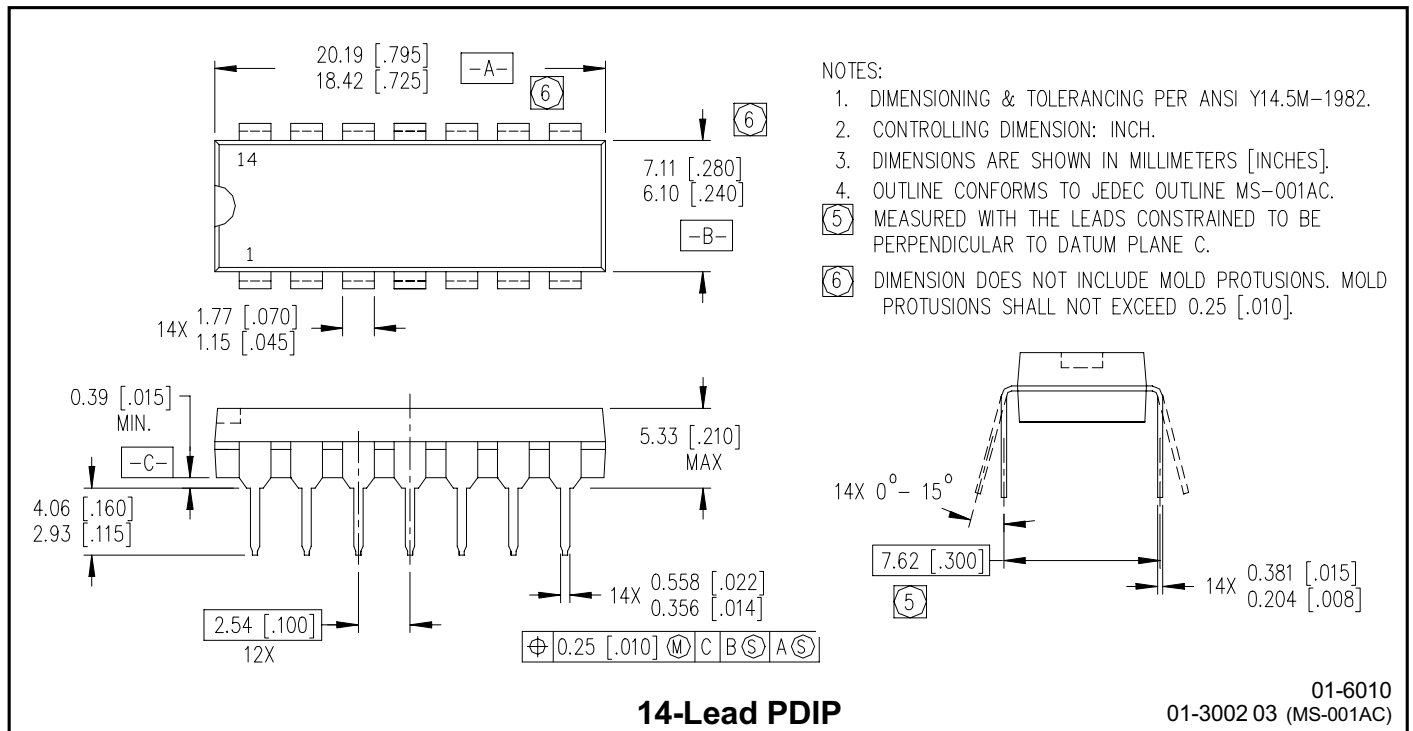 20.19 [.795]
18.42 [.725]
-A-
6
6
14
1
7.11 [.280]
6.10 [.240]
-B-
14X 1.77 [.070]
1.15 [.045]
NOTES:
1. DIMENSIONING & TOLERANCING PER ANSI Y14.5M-1982.
2. CONTROLLING DIMENSION: INCH.
3. DIMENSIONS ARE SHOWN IN MILLIMETERS [INCHES].
4. OUTLINE CONFORMS TO JEDEC OUTLINE MS-001AC.
5 MEASURED WITH THE LEADS CONSTRAINED TO BE
PERPENDICULAR TO DATUM PLANE C.
6 DIMENSION DOES NOT INCLUDE MOLD PROTUSIONS. MOLD
PROTUSIONS SHALL NOT EXCEED 0.25 [.010].
0.39 [.015]
MIN.
-C-
4.06 [.160]
2.93 [.115]
5.33 [.210]
MAX
2.54 [.100]
12X
14X 0.558 [.022]
0.356 [.014]
⌖ 0.25 [.010] Ⓜ C B Ⓢ A Ⓢ
14X 0°- 15°
7.62 [.300]
5
14X 0.381 [.015]
0.204 [.008]
14-Lead PDIP
01-6010
01-3002 03 (MS-001AC)